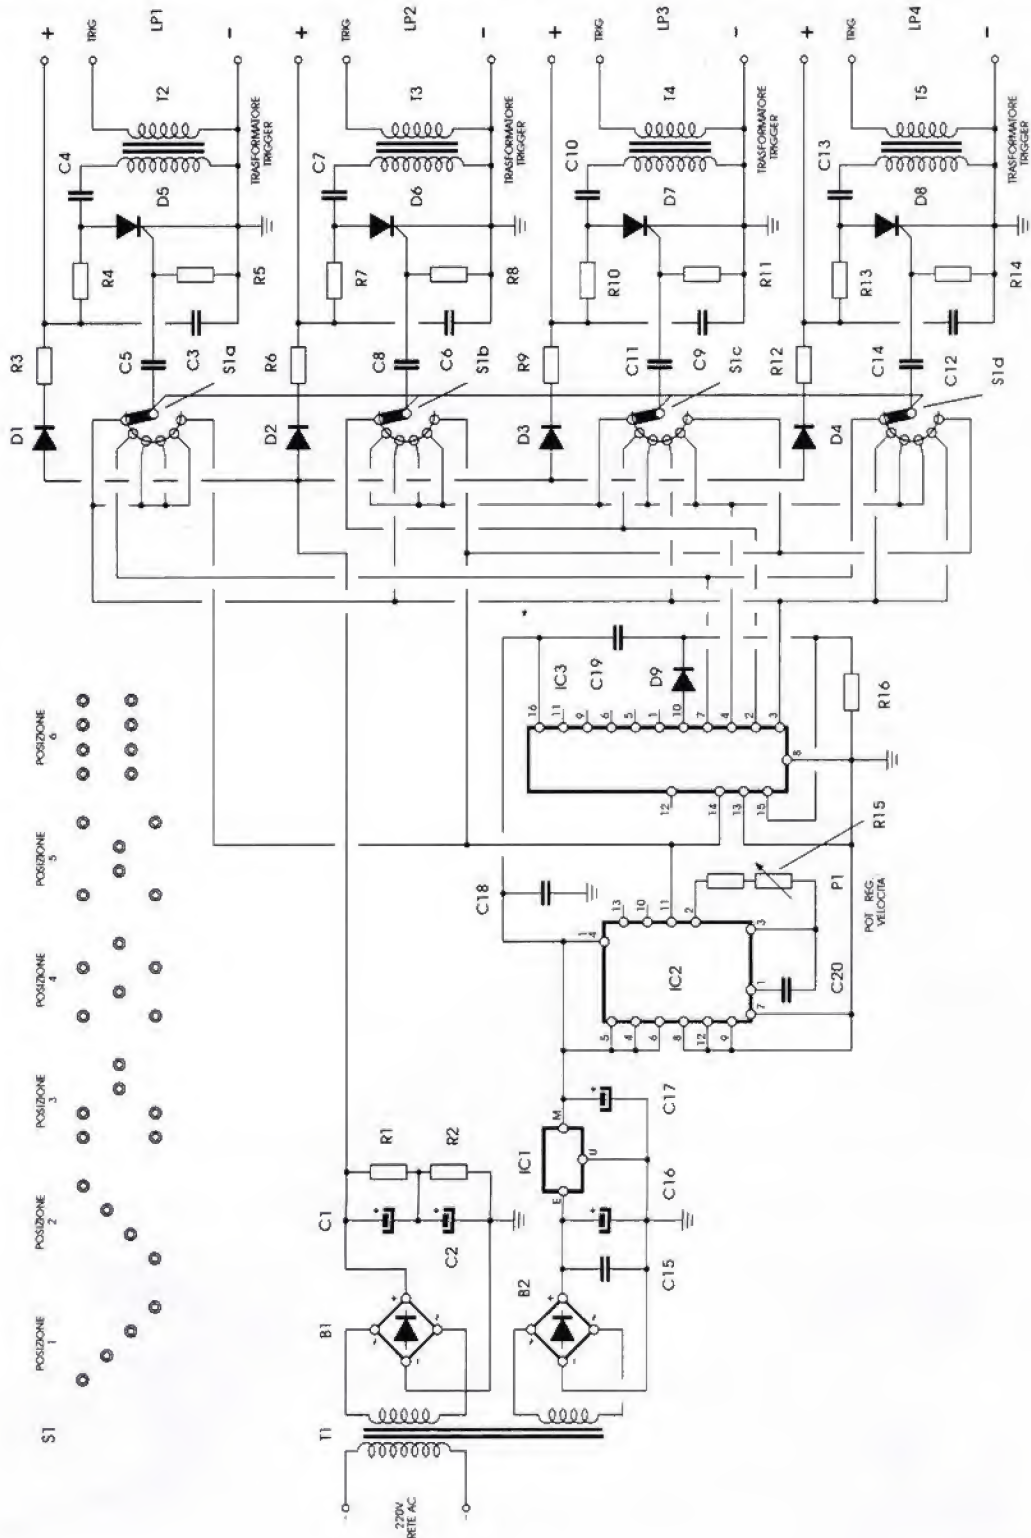 S1
POSIZIONE
1
POSIZIONE
2
POSIZIONE
3
POSIZIONE
4
POSIZIONE
5
POSIZIONE
6
D1
R3
+
R4
C4
TRIG
C5
D5
T2
LP1
C3
S1a
R5
TRASFORMATORE
TRIGGER
-
D2
R6
+
R7
C7
TRIG
C8
D6
T3
LP2
C6
S1b
R8
TRASFORMATORE
TRIGGER
-
D3
R9
+
R10
C10
TRIG
C11
D7
T4
LP3
C9
S1c
R11
TRASFORMATORE
TRIGGER
-
D4
R12
+
R13
C13
TRIG
C14
D8
T5
LP4
C12
S1d
R14
TRASFORMATORE
TRIGGER
-
220V
RETE AC
T1
B1
~
+
~
-
C1
+
R1
C2
+
R2
B2
~
+
~
-
C15
C16
+
IC1
E
M
U
C17
+
C18
IC2
5
4
6
8
12
9
14
13
10
11
2
3
1
7
C20
P1
POT. REG.
VELOCITA
R15
IC3
12
14
13
15
16
11
9
6
5
1
10
7
4
2
3
8
C19
D9
R16